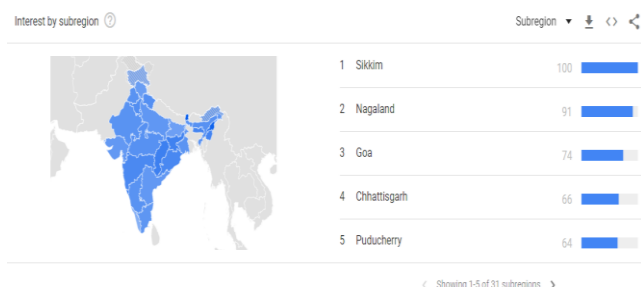 Interest by subregion
Subregion
1 Sikkim 100
2 Nagaland 91
3 Goa 74
4 Chhattisgarh 66
5 Puducherry 64
Showing 1-5 of 31 subregions